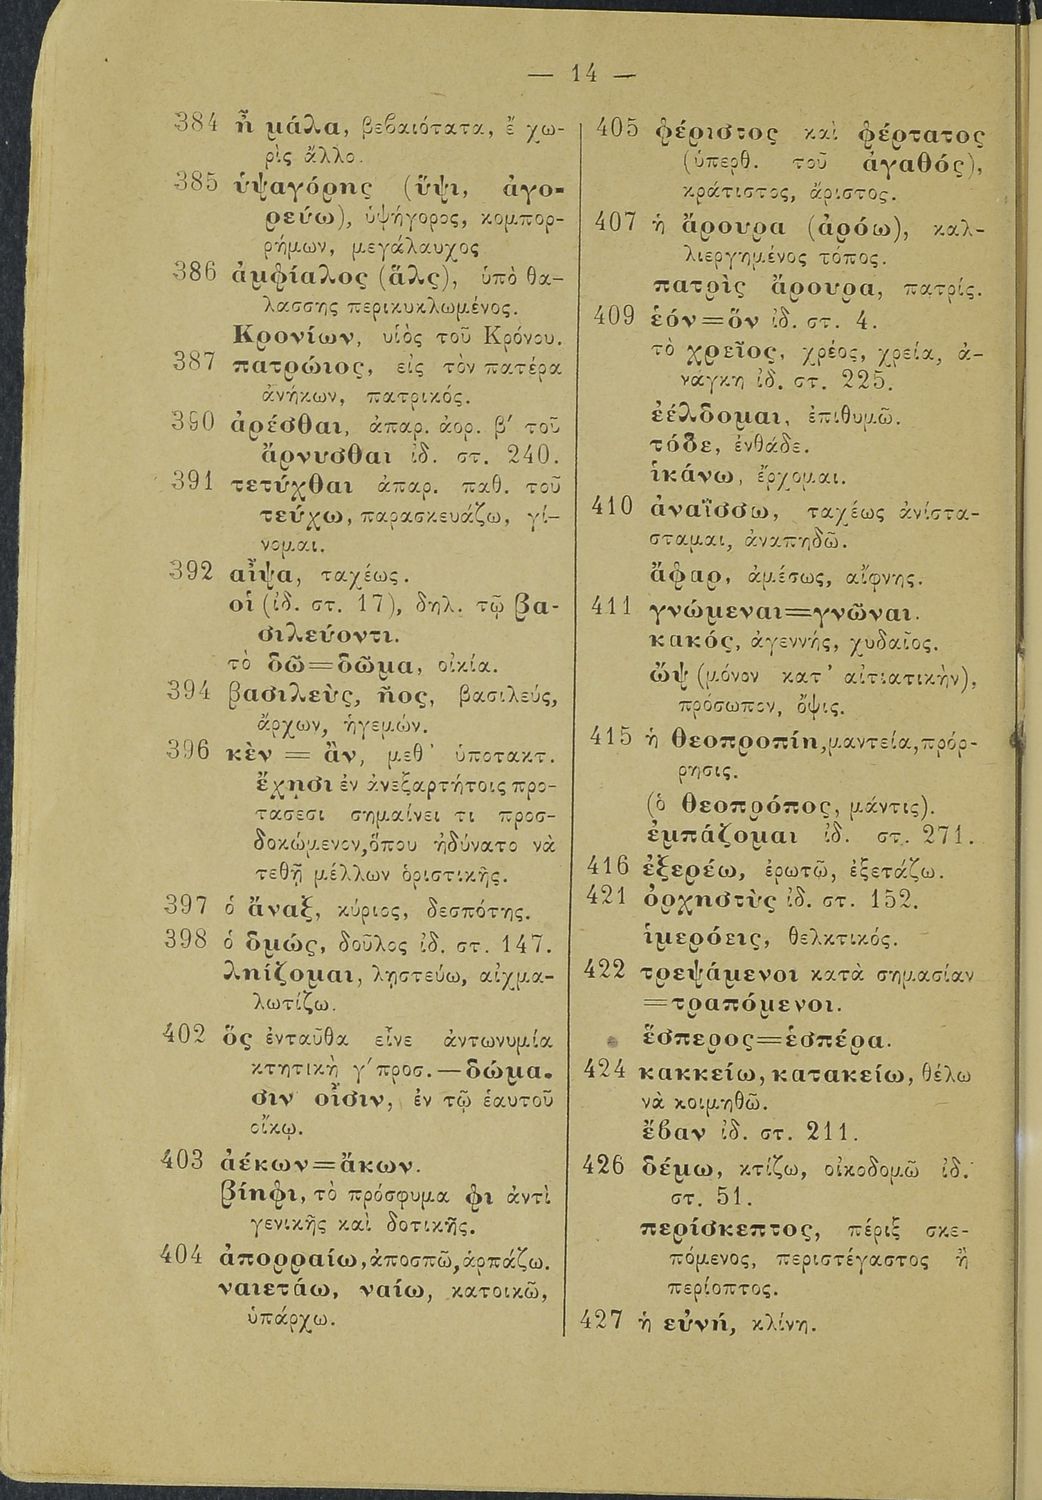 — 14 —
384 ἦ μάλα, βεβαιότατα, ἔ χω-
ρὶς ἄλλο.
385 ὑψαγόρης (ὕψι, ἀγο-
ρεύω), ὑψήγορος, κομπορ-
ρήμων, μεγάλαυχος
386 ἀμφίαλος (ἅλς), ὑπὸ θα-
λασσης περικυκλωμένος.
Κρονίων, υἱὸς τοῦ Κρόνου.
387 πατρώιος, εἰς τὸν πατέρα
ἀνήκων, πατρικός.
390 ἀρέσθαι, ἀπαρ. ἀορ. β′ τοῦ
ἄρνυσθαι ἰδ. στ. 240.
391 τετύχθαι ἀπαρ. παθ. τοῦ
τεύχω, παρασκευάζω, γί-
νομαι.
392 αἶψα, ταχέως.
οἱ (ἰδ. στ. 17), δηλ. τῷ βα-
σιλεύοντι.
τὸ δῶ=δῶμα, οἰκία.
394 βασιλεὺς, ῆος, βασιλεύς,
ἄρχων, ἡγεμών.
396 κὲν = ἂν, μεθ' ὑποτακτ.
ἔχησι ἐν ἀνεξαρτήτοις προ-
τασεσι σημαίνει τι προσ-
δοκώμενον, ὅπου ἠδύνατο νὰ
τεθῇ μέλλων ὁριστικῆς.
397 ὁ ἄναξ, κύριος, δεσπότης.
398 ὁ δμώς, δοῦλος ἰδ. στ. 147.
ληίζομαι, λῃστεύω, αἰχμα-
λωτίζω.
402 ὅς ἐνταῦθα εἶνε ἀντωνυμία
κτητικὴ γ′ προσ.—δώμα-
σιν οἷσιν, ἐν τῷ ἑαυτοῦ
οἴκῳ.
403 ἀέκων=ἄκων.
βίηφι, τὸ πρόσφυμα φι ἀντὶ
γενικῆς καὶ δοτικῆς.
404 ἀπορραίω, ἀποσπῶ, ἁρπάζω.
ναιετάω, ναίω, κατοικῶ,
ὑπάρχω.
405 φέριστος καὶ φέρτατος
(ὑπερθ. τοῦ ἀγαθός),
κράτιστος, ἄριστος.
407 ἡ ἄρουρα (ἀρόω), καλ-
λιεργημένος τόπος.
πατρὶς ἄρουρα, πατρίς.
409 ἑόν=ὅν ἰδ. στ. 4.
τὸ χρεῖος, χρέος, χρεία, ἀ-
νάγκη ἰδ. στ. 225.
ἐέλδομαι, ἐπιθυμῶ.
τόδε, ἐνθάδε.
ἱκάνω, ἔρχομαι.
410 ἀναΐσσω, ταχέως ἀνίστα-
σταμαι, ἀναπηδῶ.
ἄφαρ, ἀμέσως, αἴφνης.
411 γνώμεναι=γνῶναι.
κακός, ἀγεννής, χυδαῖος.
ὤψ (μόνον κατ' αἰτιατικὴν),
πρόσωπον, ὄψις.
415 ἡ θεοπροπίη, μαντεία, πρόρ-
ρησις.
(ὁ θεοπρόπος, μάντις).
ἐμπάζομαι ἰδ. στ. 271.
416 ἐξερέω, ἐρωτῶ, ἐξετάζω.
421 ὀρχηστὺς ἰδ. στ. 152.
ἱμερόεις, θελκτικός.
422 τρεψάμενοι κατὰ σημασίαν
=τραπόμενοι.
ἕσπερος=ἑσπέρα.
424 κακκείω, κατακείω, θέλω
νὰ κοιμηθῶ.
ἔβαν ἰδ. στ. 211.
426 δέμω, κτίζω, οἰκοδομῶ ἰδ.
στ. 51.
περίσκεπτος, πέριξ σκε-
πόμενος, περιστέγαστος ἢ
περίοπτος.
427 ἡ εὐνή, κλίνη.